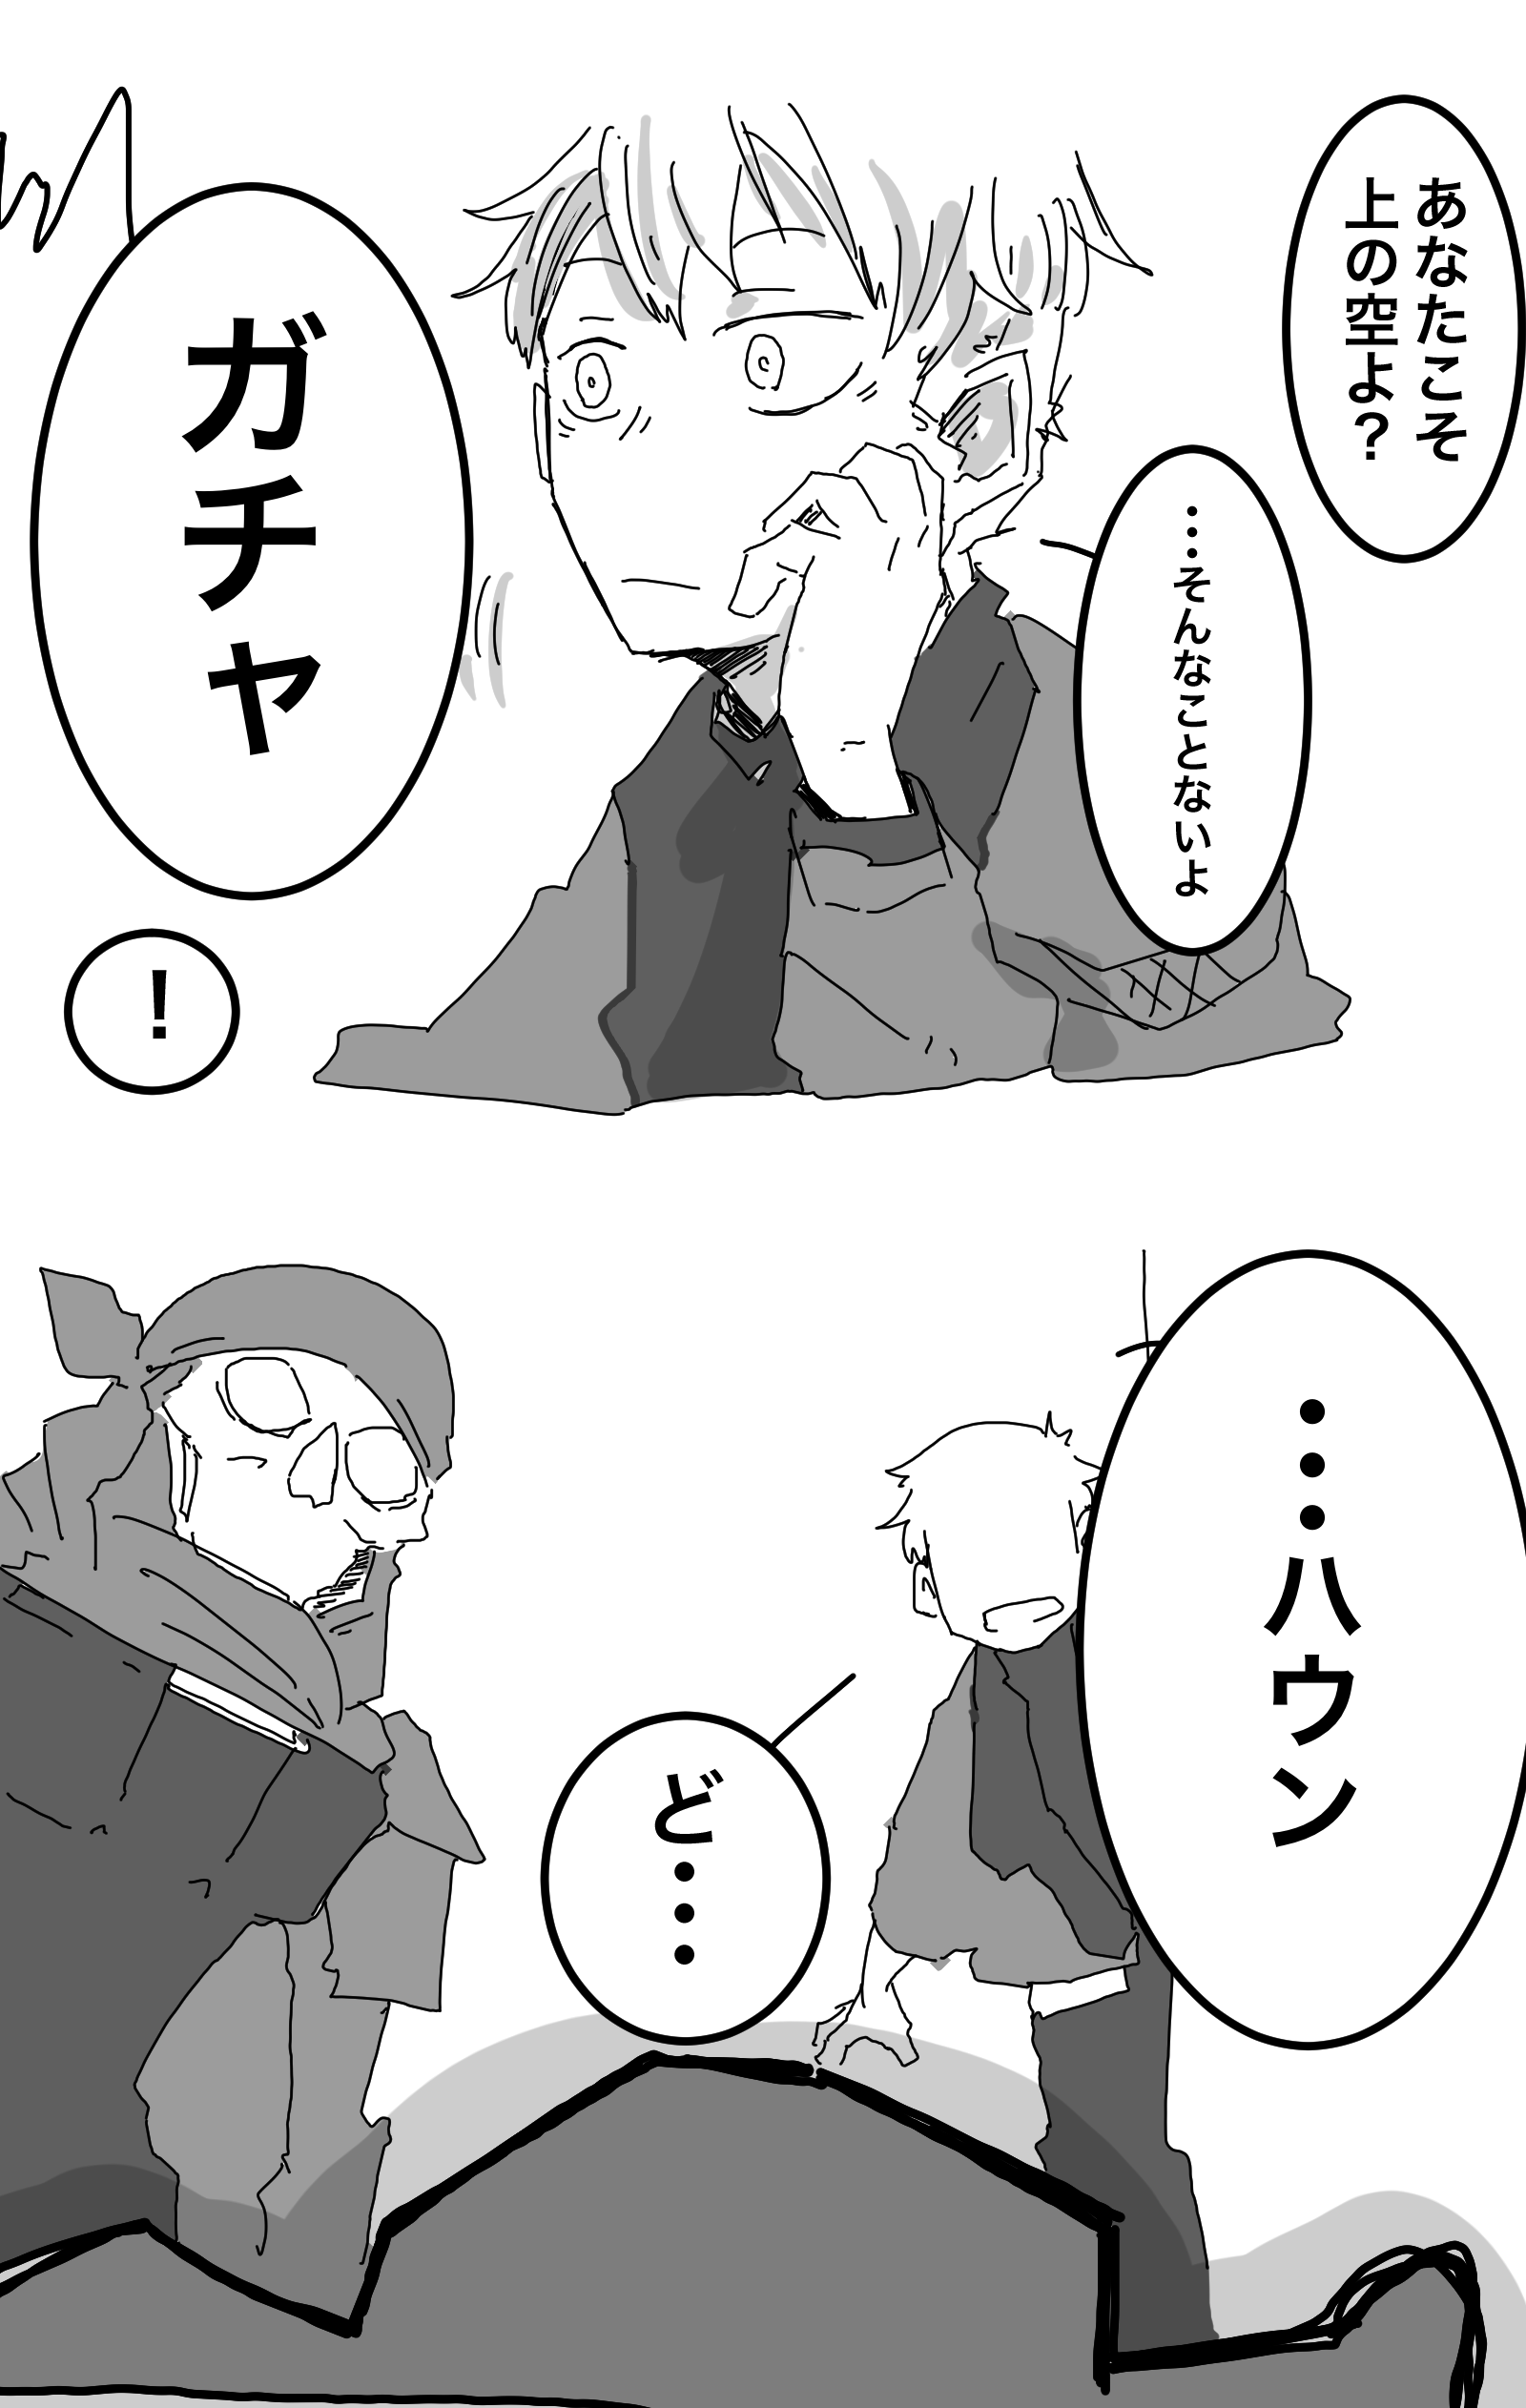 あなたこそ
上の空よ？
……そんなことないよ
ガチャ
！
……ハウン
ど……